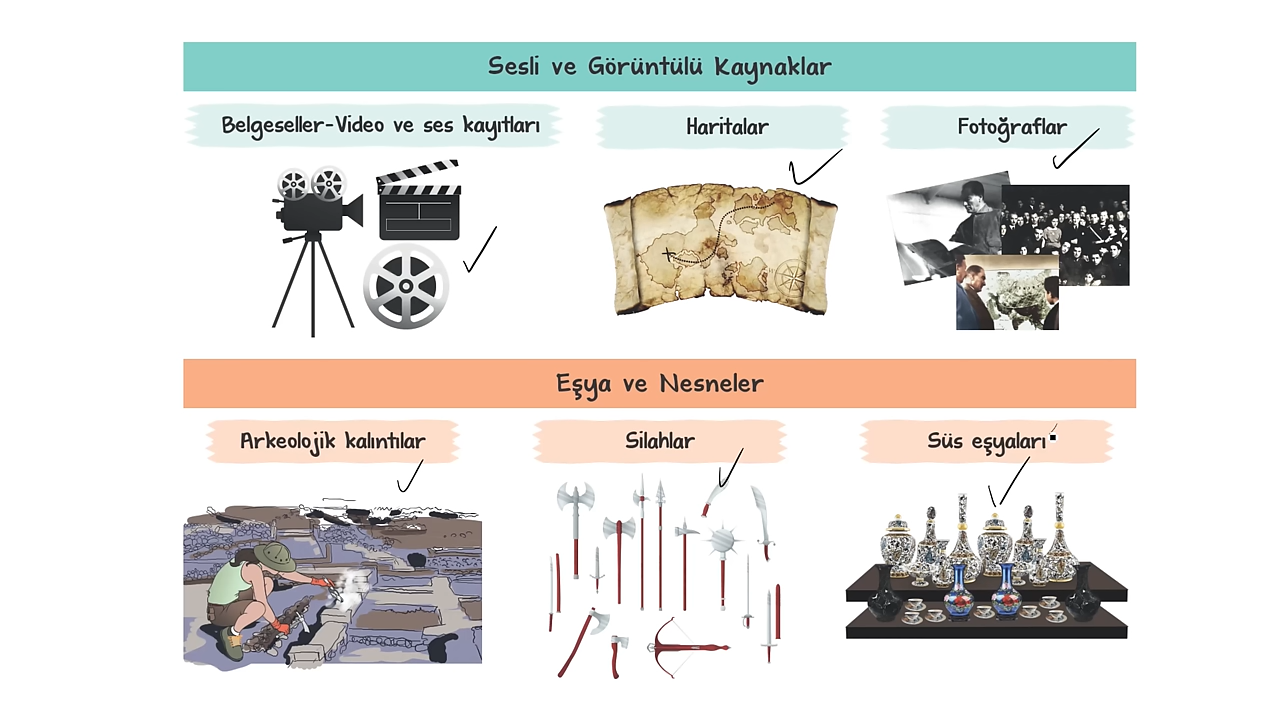 Sesli ve Görüntülü Kaynaklar
Belgeseller-Video ve ses kayıtları
Haritalar
Fotoğraflar
Eşya ve Nesneler
Arkeolojik kalıntılar
Silahlar
Süs eşyaları